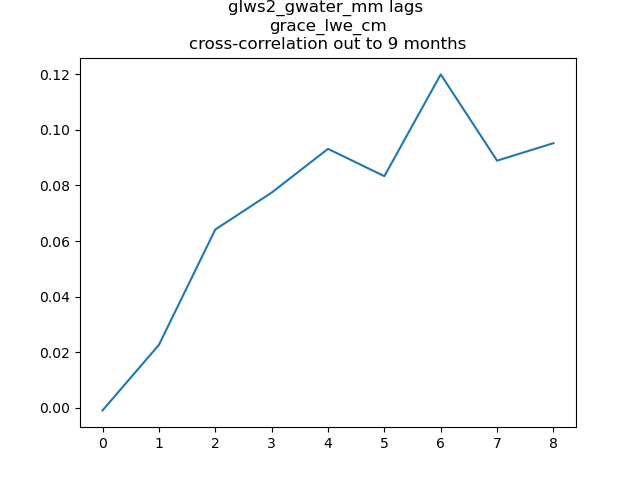 glws2_gwater_mm lags
grace_lwe_cm
cross-correlation out to 9 months
0.12
0.10
0.08
0.06
0.04
0.02
0.00
0 1 2 3 4 5 6 7 8